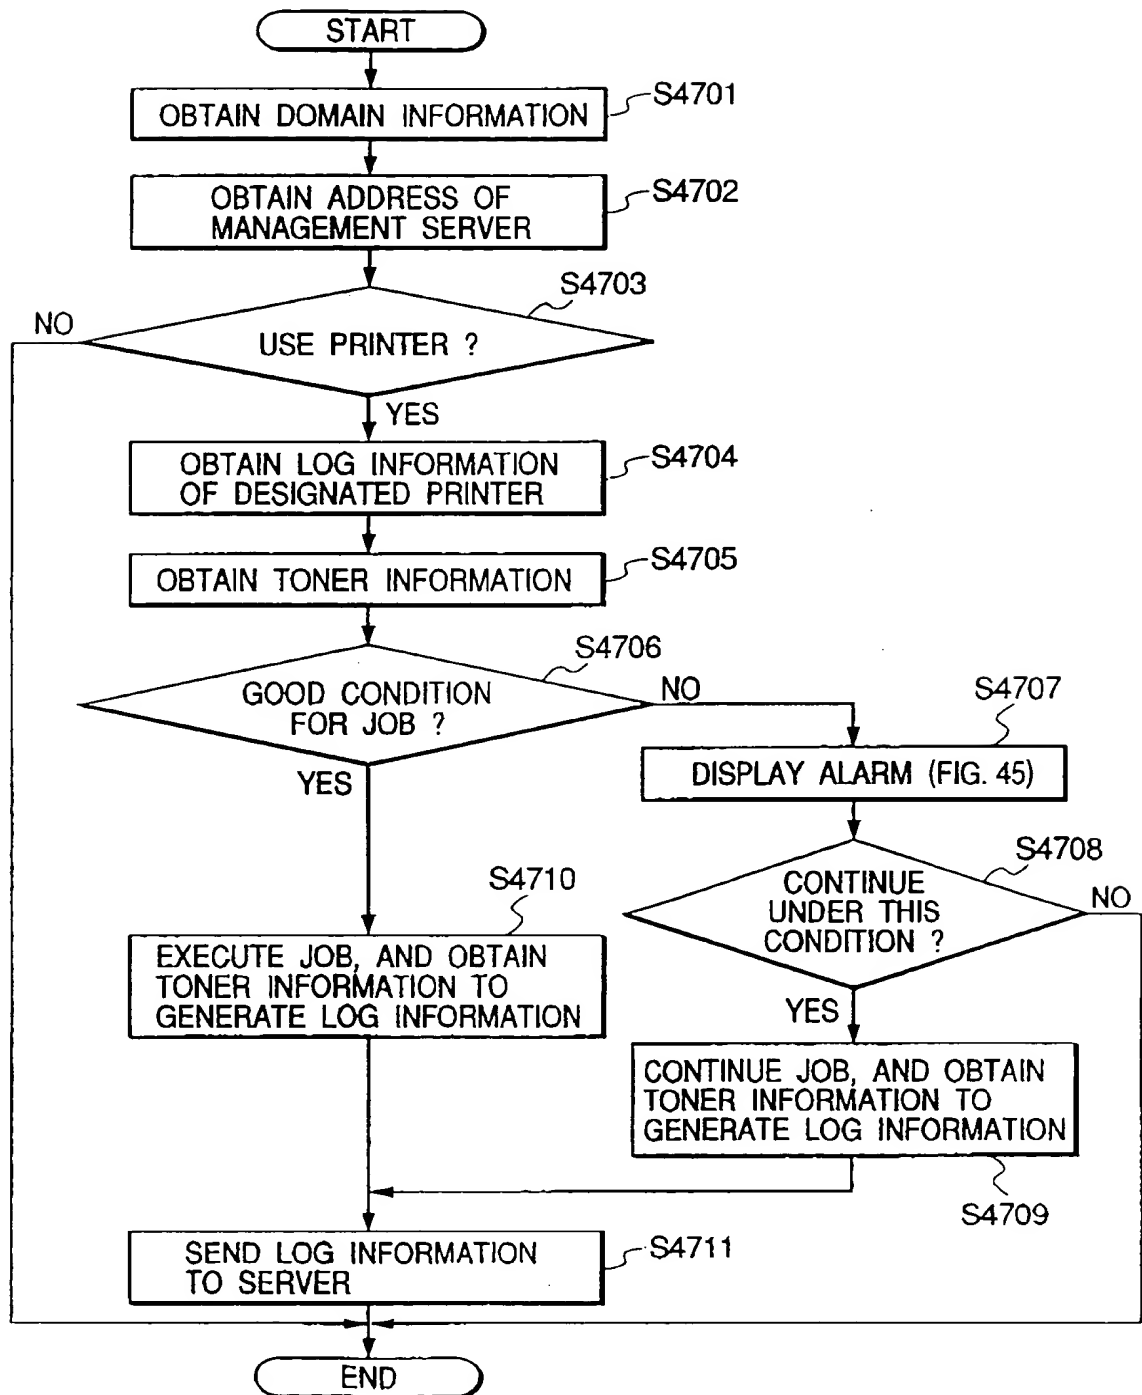 START
OBTAIN DOMAIN INFORMATION
S4701
OBTAIN ADDRESS OF
MANAGEMENT SERVER
S4702
S4703
NO
USE PRINTER ?
YES
OBTAIN LOG INFORMATION
OF DESIGNATED PRINTER
S4704
OBTAIN TONER INFORMATION
S4705
S4706
GOOD CONDITION
FOR JOB ?
NO
YES
S4707
DISPLAY ALARM (FIG. 45)
S4708
CONTINUE
UNDER THIS
CONDITION ?
NO
YES
S4710
EXECUTE JOB, AND OBTAIN
TONER INFORMATION TO
GENERATE LOG INFORMATION
CONTINUE JOB, AND OBTAIN
TONER INFORMATION TO
GENERATE LOG INFORMATION
S4709
SEND LOG INFORMATION
TO SERVER
S4711
END